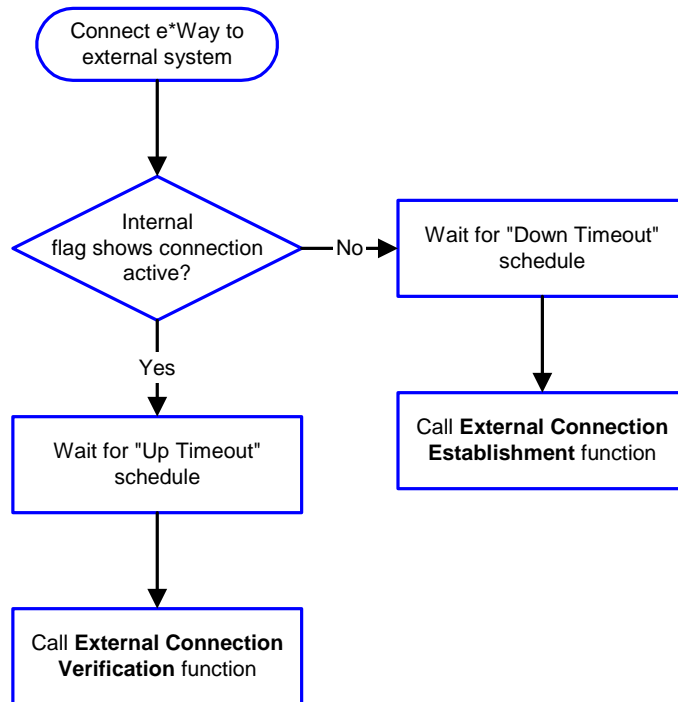 Connect e*Way to
external system
Internal
flag shows connection
active?
No
Wait for "Down Timeout"
schedule
Yes
Call External Connection
Establishment function
Wait for "Up Timeout"
schedule
Call External Connection
Verification function